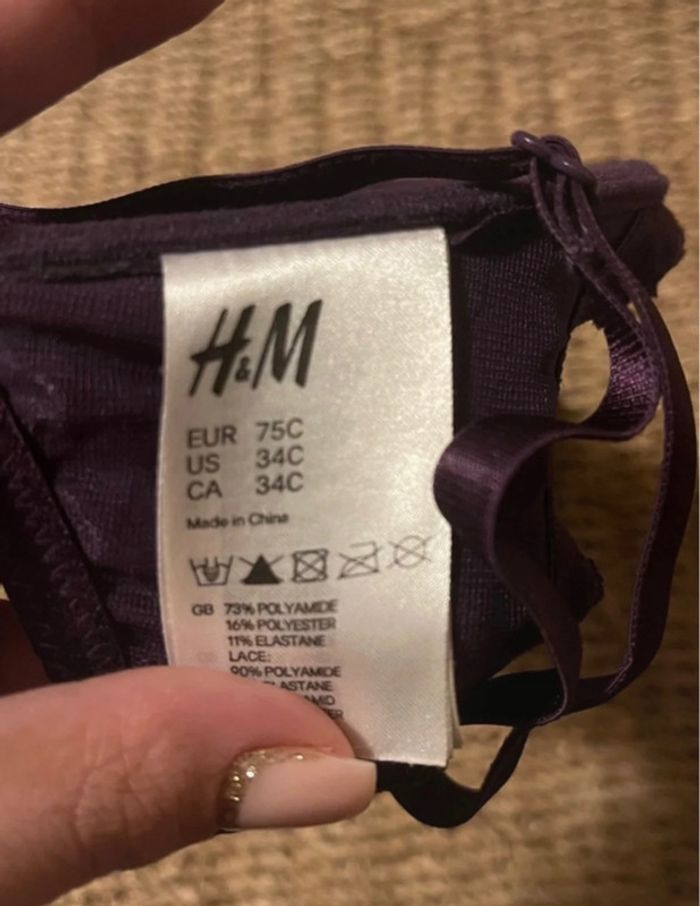 H&M
EUR 75C
US 34C
CA 34C
Made in China
GB 73% POLYAMIDE
16% POLYESTER
11% ELASTANE
LACE:
90% POLYAMIDE